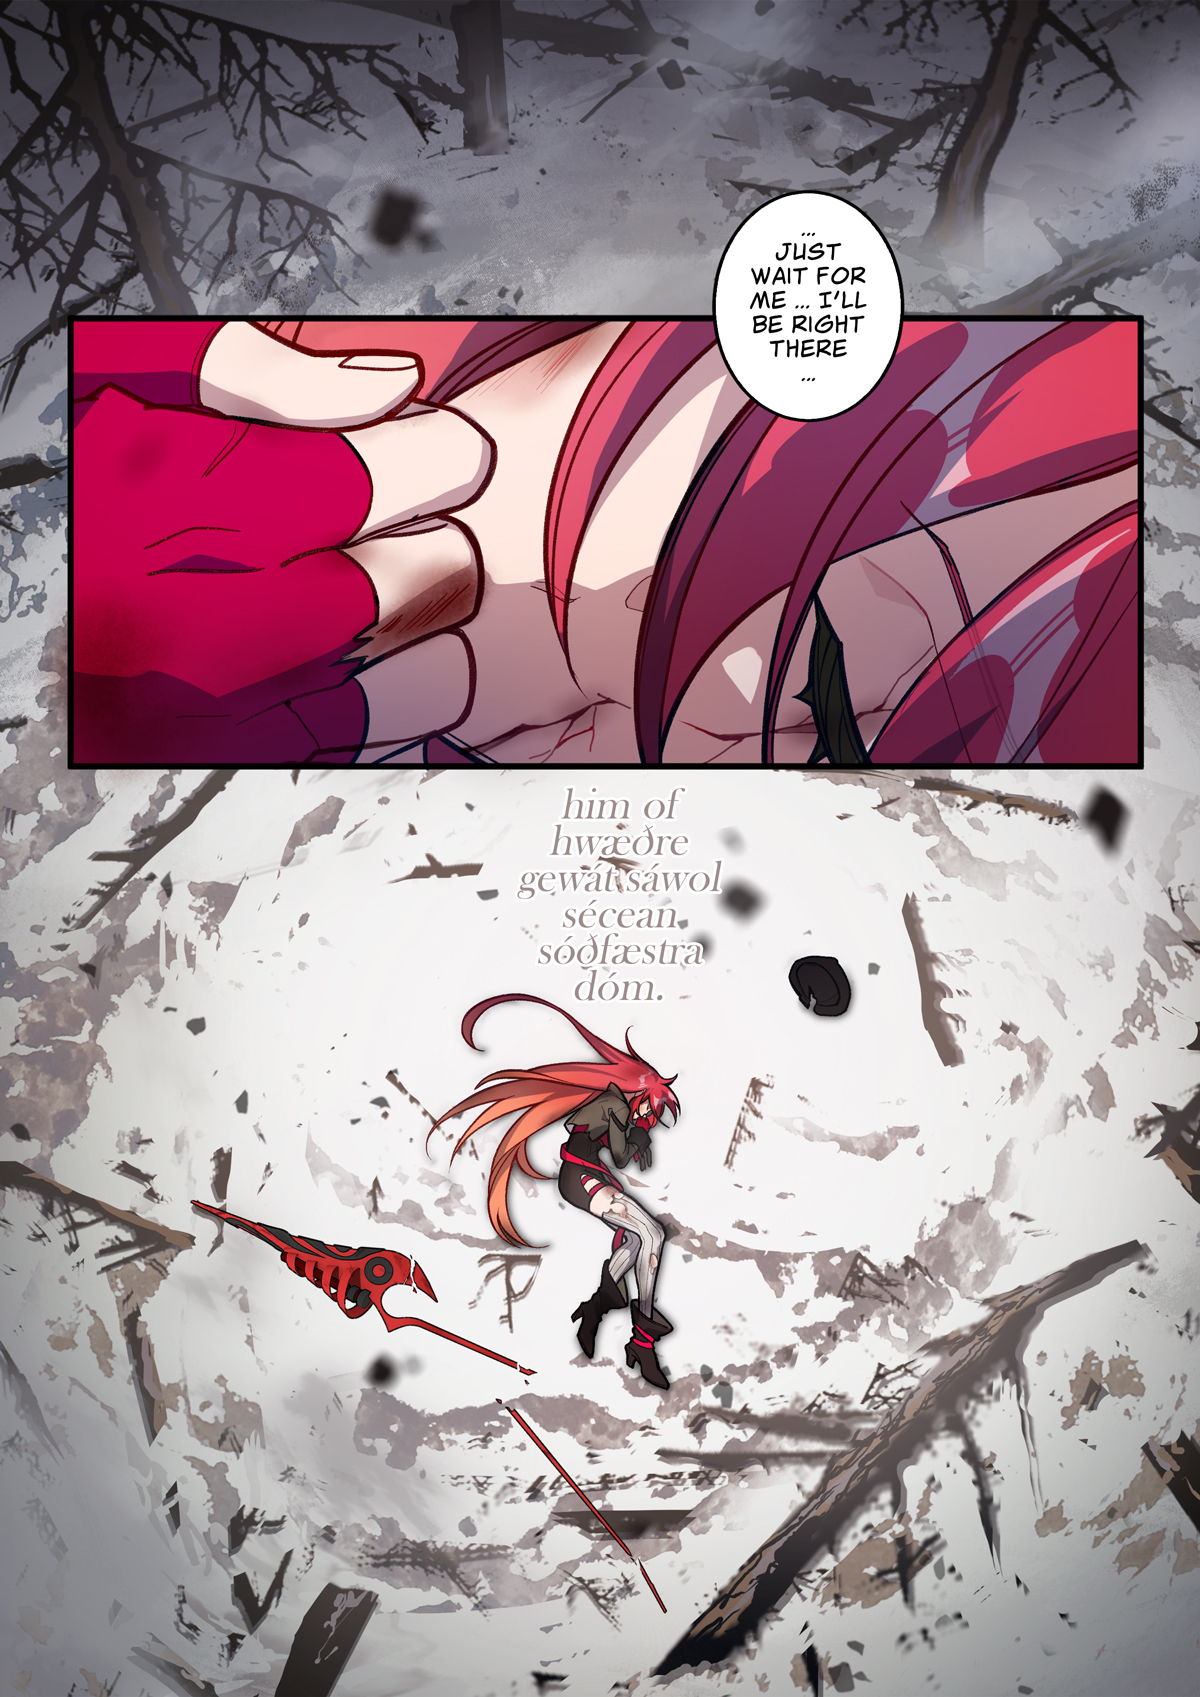 ...
JUST
WAIT FOR
ME ... I'LL
BE RIGHT
THERE
...
him of
hwæðre
gewát sáwol
sécean
sóðfæstra
dóm.